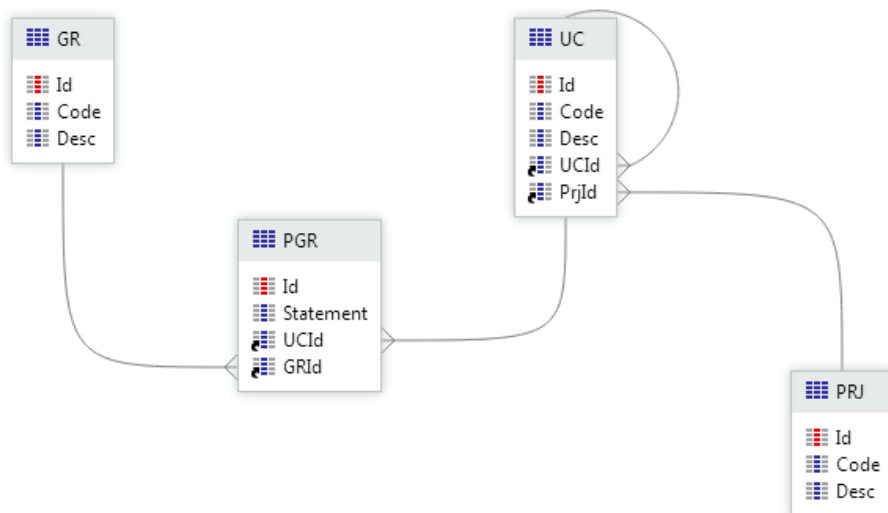 GR
Id
Code
Desc
UC
Id
Code
Desc
UCId
PrjId
PGR
Id
Statement
UCId
GRId
PRJ
Id
Code
Desc